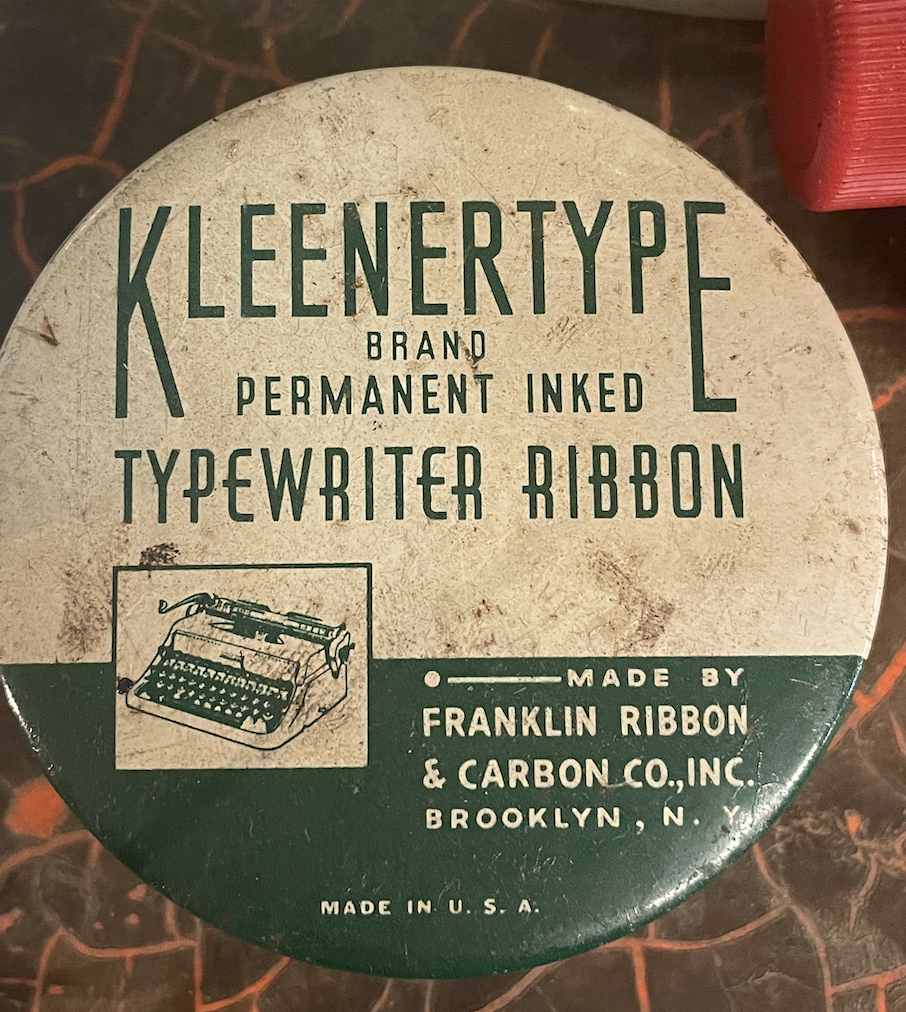 KLEENERTYPE
BRAND
PERMANENT INKED
TYPEWRITER RIBBON
MADE BY
FRANKLIN RIBBON
& CARBON CO.,INC.
BROOKLYN, N. Y.
MADE IN U. S. A.